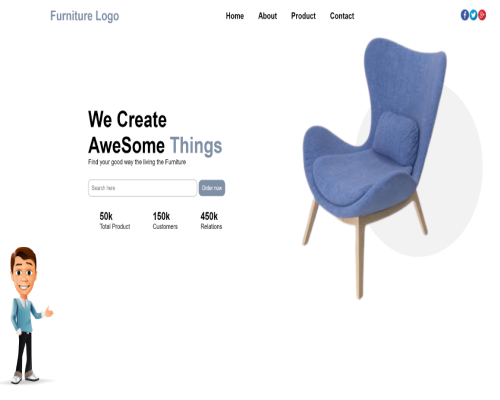 Furniture Logo
Home About Product Contact
We Create
AweSome Things
Find your good way the living the Furniture
Search here Order now
50k 150k 450k
Total Product Customers Relations